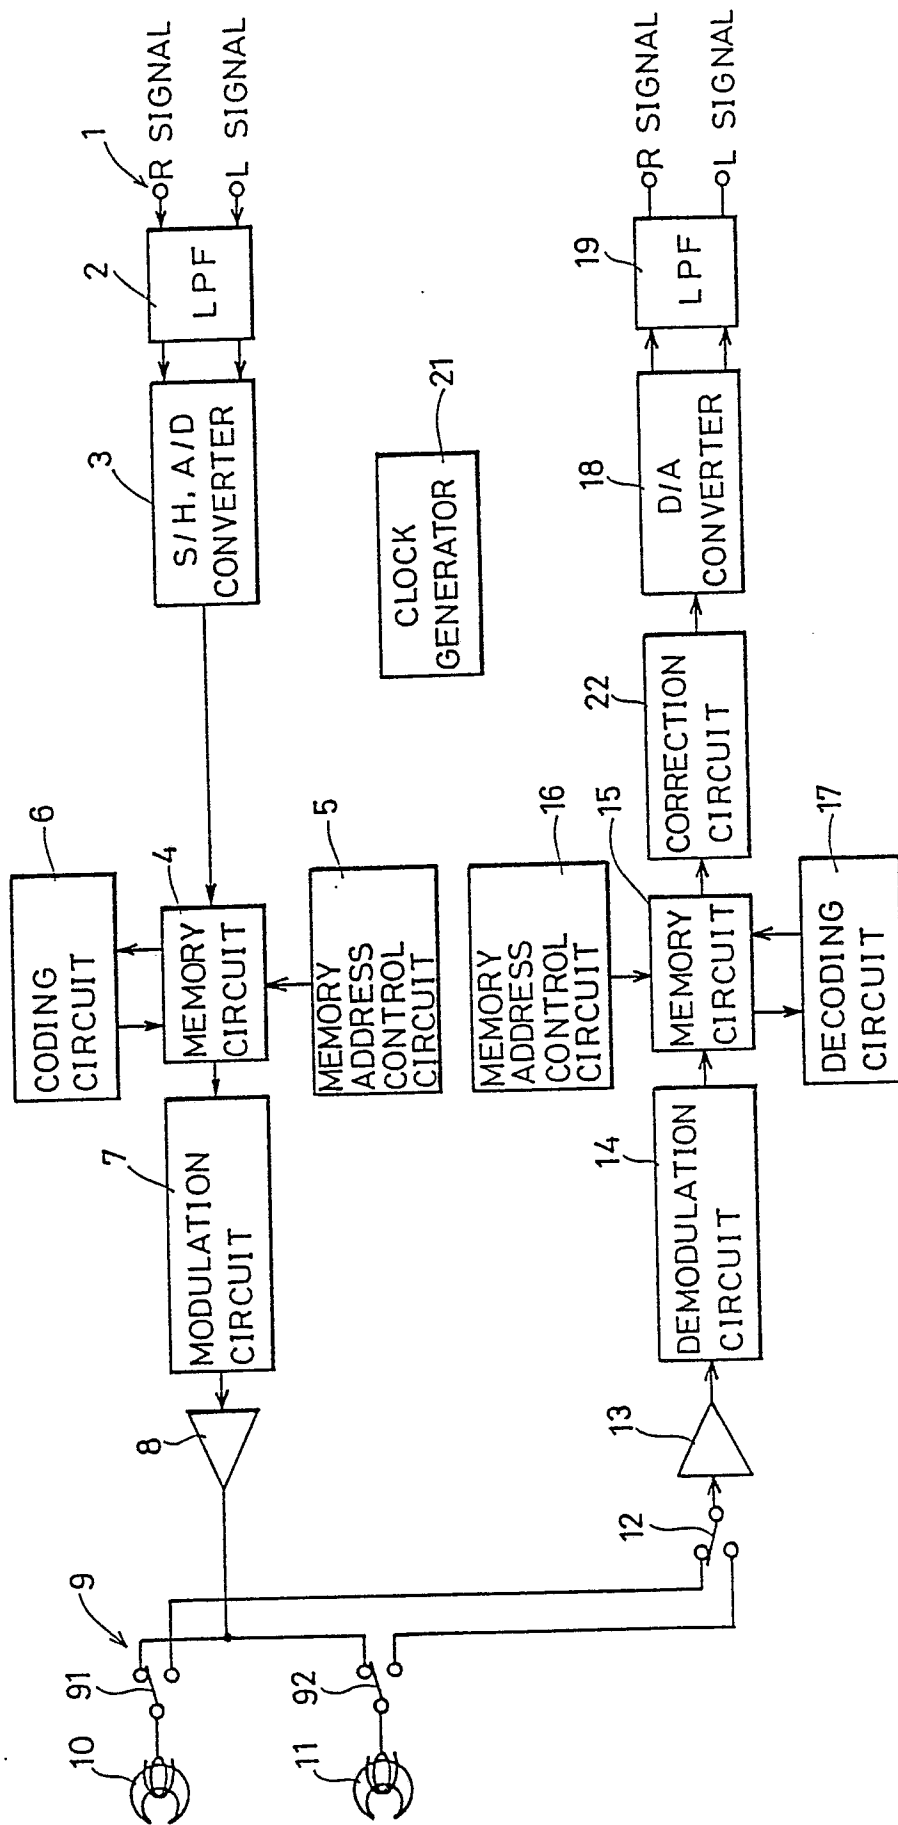 1
R SIGNAL
L SIGNAL
2
LPF
3
S/H, A/D
CONVERTER
6
CODING
CIRCUIT
4
MEMORY
CIRCUIT
5
MEMORY
ADDRESS
CONTROL
CIRCUIT
7
MODULATION
CIRCUIT
8
9
91
92
10
11
21
CLOCK
GENERATOR
12
13
14
DEMODULATION
CIRCUIT
16
MEMORY
ADDRESS
CONTROL
CIRCUIT
15
MEMORY
CIRCUIT
17
DECODING
CIRCUIT
22
CORRECTION
CIRCUIT
18
D/A
CONVERTER
19
LPF
R SIGNAL
L SIGNAL